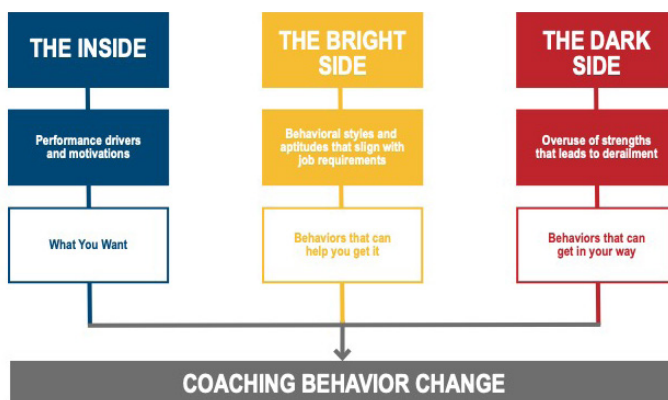 THE INSIDE
Performance drivers
and motivations
What You Want
THE BRIGHT
SIDE
Behavioral styles and
aptitudes that align with
job requirements
Behaviors that can
help you get it
THE DARK
SIDE
Overuse of strengths
that leads to derailment
Behaviors that can
get in your way
COACHING BEHAVIOR CHANGE